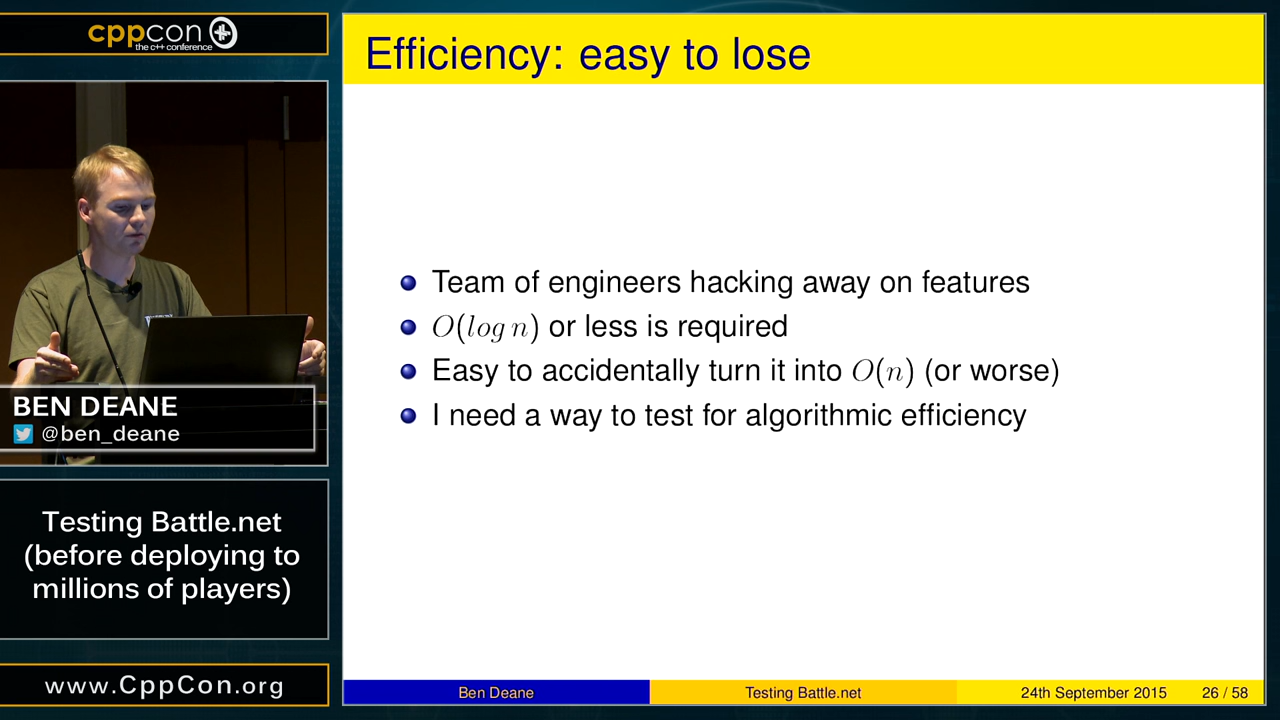 cppcon
the c++ conference
BEN DEANE
@ben_deane
Testing Battle.net
(before deploying to
millions of players)
www.CppCon.org
Efficiency: easy to lose
Team of engineers hacking away on features
O(log n) or less is required
Easy to accidentally turn it into O(n) (or worse)
I need a way to test for algorithmic efficiency
Ben Deane
Testing Battle.net
24th September 2015
26 / 58